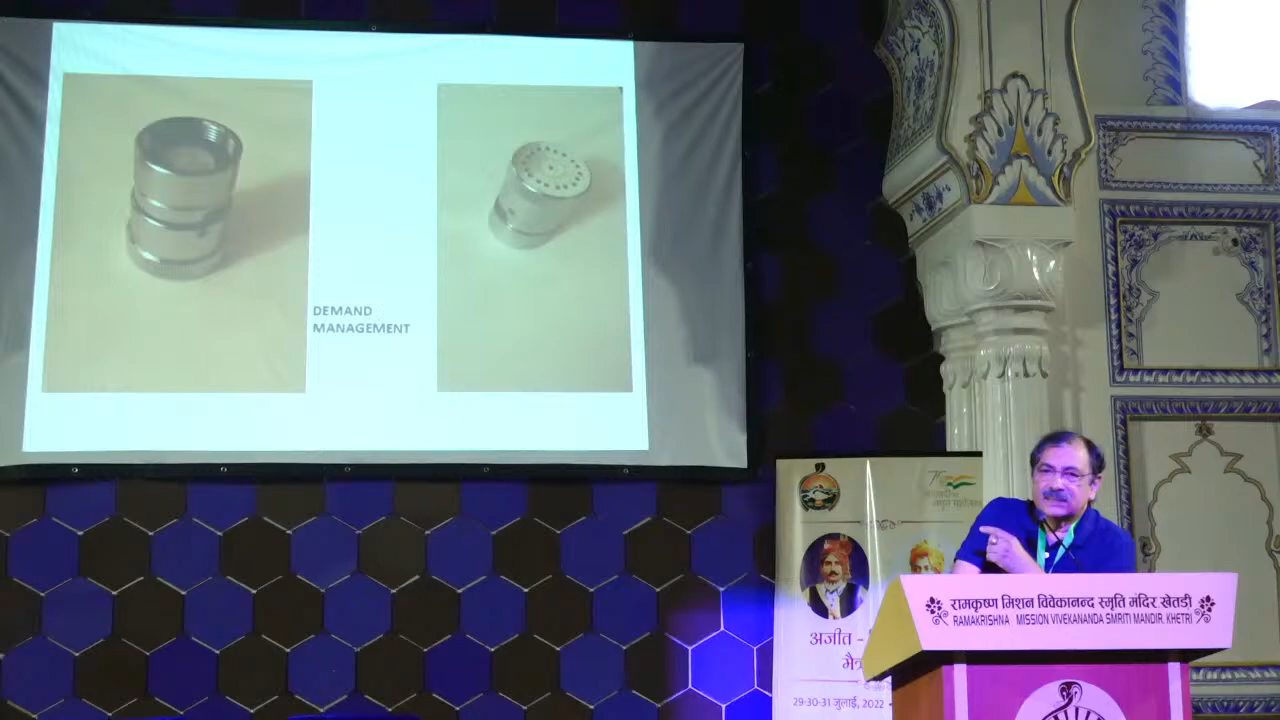 DEMAND
MANAGEMENT
रामकृष्ण मिशन विवेकानन्द स्मृति मंदिर, खेतड़ी
RAMAKRISHNA MISSION VIVEKANANDA SMRITI MANDIR, KHETRI
अजीत -
29-30-31 जुलाई, 2022